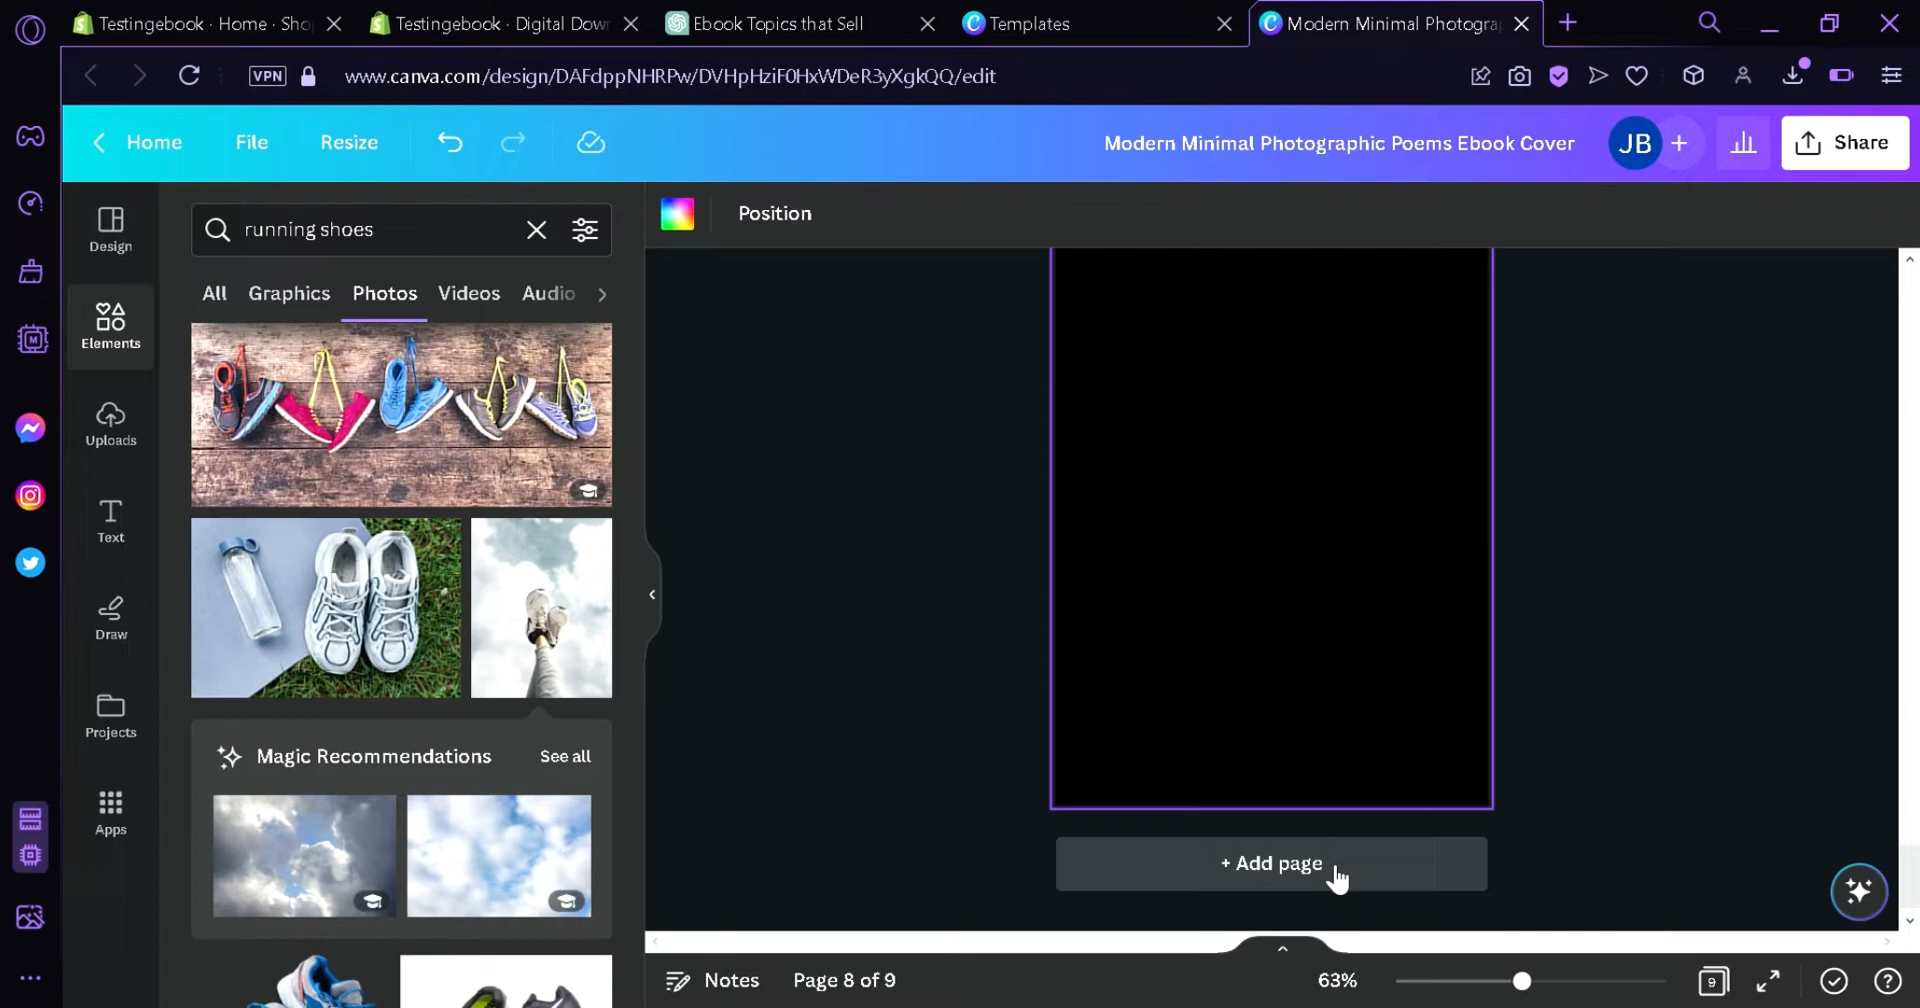 Testingebook · Home · Sho
Testingebook · Digital Dow
Ebook Topics that Sell
Templates
Modern Minimal Photogra
VPN
www.canva.com/design/DAFdppNHRPw/DVHpHziF0HxWDeR3yXgkQQ/edit
Home
File
Resize
Modern Minimal Photographic Poems Ebook Cover
JB
+
Share
Design
Elements
Uploads
Text
Draw
Projects
Apps
running shoes
All
Graphics
Photos
Videos
Audio
Magic Recommendations
See all
Position
+ Add page
Notes
Page 8 of 9
63%
9